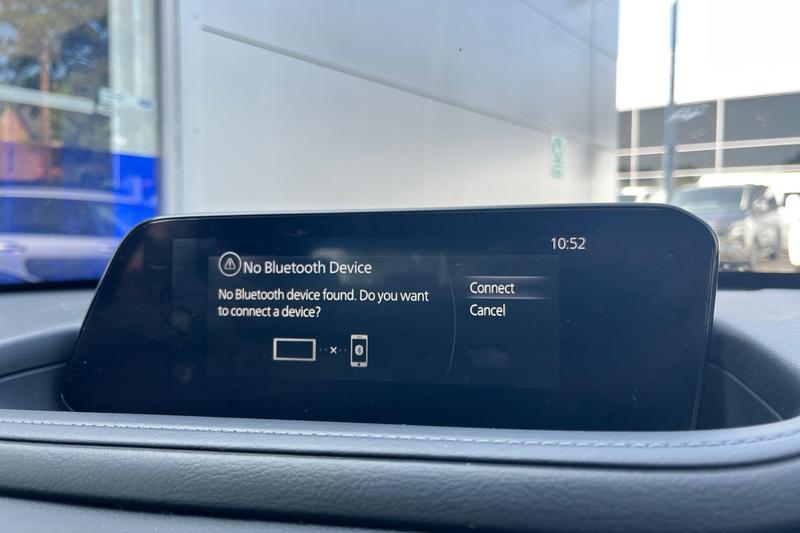 10:52
No Bluetooth Device
No Bluetooth device found. Do you want
to connect a device?
Connect
Cancel